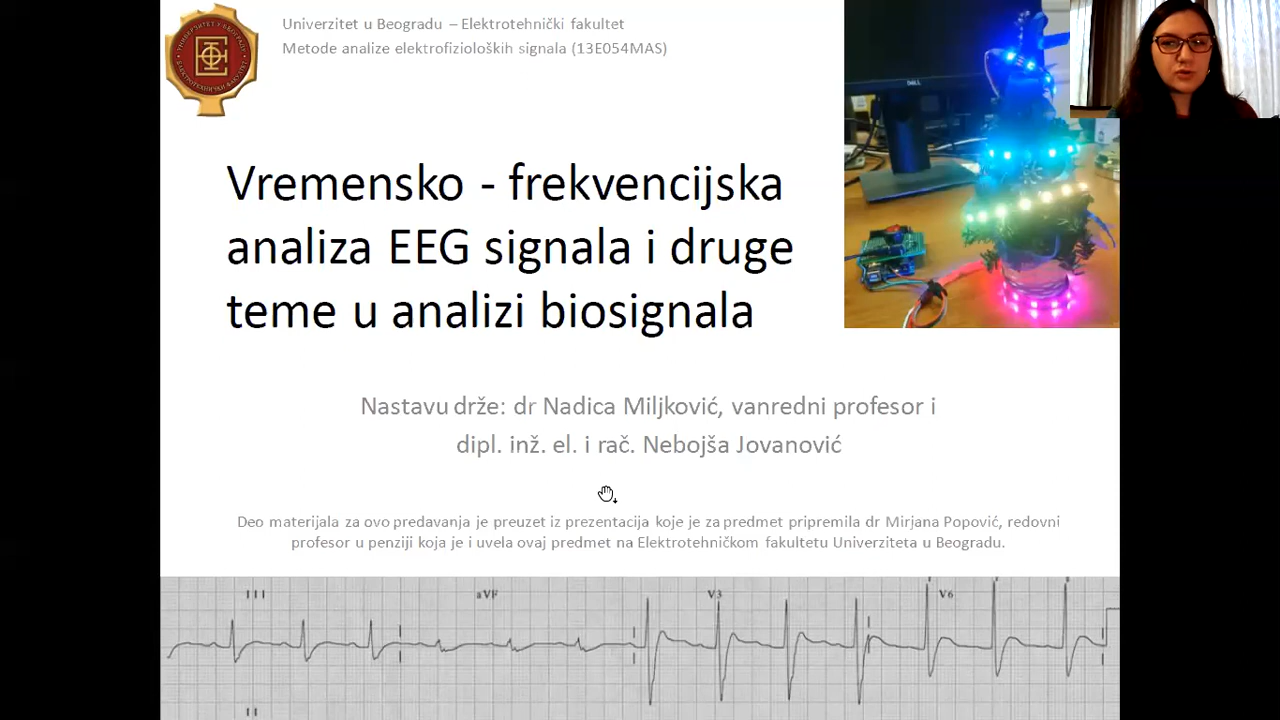 Univerzitet u Beogradu – Elektrotehnički fakultet
Metode analize elektrofizioloških signala (13E054MAS)
Vremensko - frekvencijska
analiza EEG signala i druge
teme u analizi biosignala
Nastavu drže: dr Nadica Miljković, vanredni profesor i
dipl. inž. el. i rač. Nebojša Jovanović
Deo materijala za ovo predavanja je preuzet iz prezentacija koje je za predmet pripremila dr Mirjana Popović, redovni
profesor u penziji koja je i uvela ovaj predmet na Elektrotehničkom fakultetu Univerziteta u Beogradu.
III aVF V3 V6
II
DELL